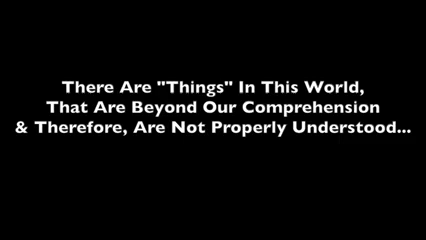 There Are "Things" In This World,
That Are Beyond Our Comprehension
& Therefore, Are Not Properly Understood...